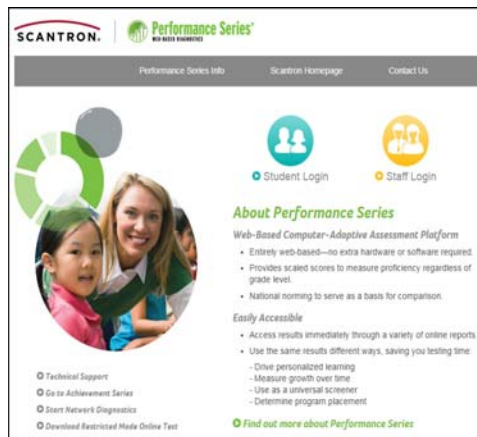 SCANTRON.
Performance Series®
WEB-BASED DIAGNOSTICS
Performance Series Info
Scantron Homepage
Contact Us
Student Login
Staff Login
About Performance Series
Web-Based Computer-Adaptive Assessment Platform
• Entirely web-based—no extra hardware or software required.
• Provides scaled scores to measure proficiency regardless of
grade level.
• National norming to serve as a basis for comparison.
Easily Accessible
• Access results immediately through a variety of online reports
• Use the same results different ways, saving you testing time:
- Drive personalized learning
- Measure growth over time
- Use as a universal screener
- Determine program placement
Find out more about Performance Series
Technical Support
Go to Achievement Series
Start Network Diagnostics
Download Restricted Mode Online Test